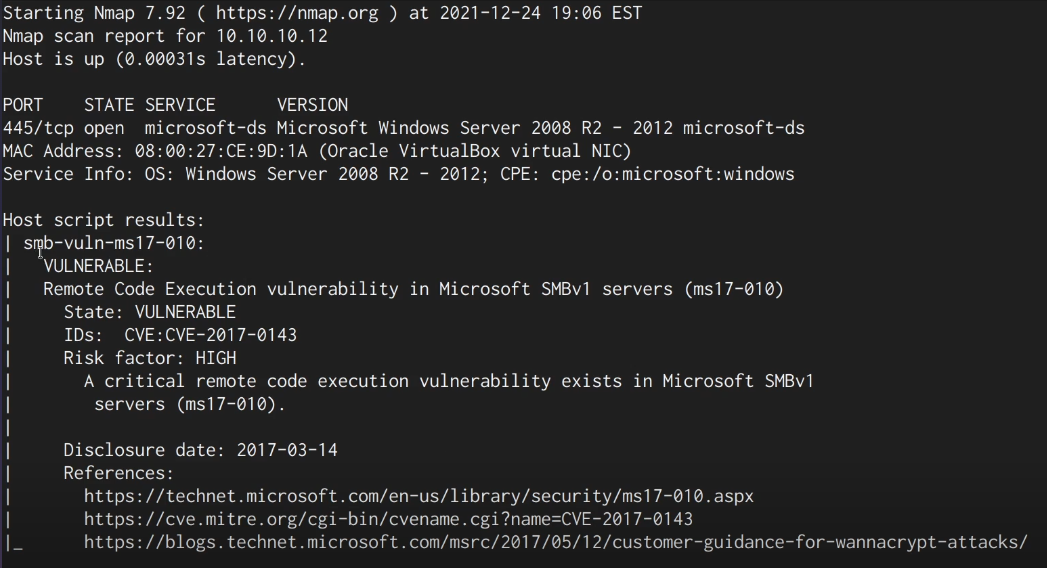 Starting Nmap 7.92 ( https://nmap.org ) at 2021-12-24 19:06 EST
Nmap scan report for 10.10.10.12
Host is up (0.00031s latency).
PORT    STATE SERVICE      VERSION
445/tcp open  microsoft-ds Microsoft Windows Server 2008 R2 - 2012 microsoft-ds
MAC Address: 08:00:27:CE:9D:1A (Oracle VirtualBox virtual NIC)
Service Info: OS: Windows Server 2008 R2 - 2012; CPE: cpe:/o:microsoft:windows
Host script results:
| smb-vuln-ms17-010:
|   VULNERABLE:
|   Remote Code Execution vulnerability in Microsoft SMBv1 servers (ms17-010)
|     State: VULNERABLE
|     IDs:  CVE:CVE-2017-0143
|     Risk factor: HIGH
|       A critical remote code execution vulnerability exists in Microsoft SMBv1
|        servers (ms17-010).
|
|     Disclosure date: 2017-03-14
|     References:
|       https://technet.microsoft.com/en-us/library/security/ms17-010.aspx
|       https://cve.mitre.org/cgi-bin/cvename.cgi?name=CVE-2017-0143
|_      https://blogs.technet.microsoft.com/msrc/2017/05/12/customer-guidance-for-wannacrypt-attacks/